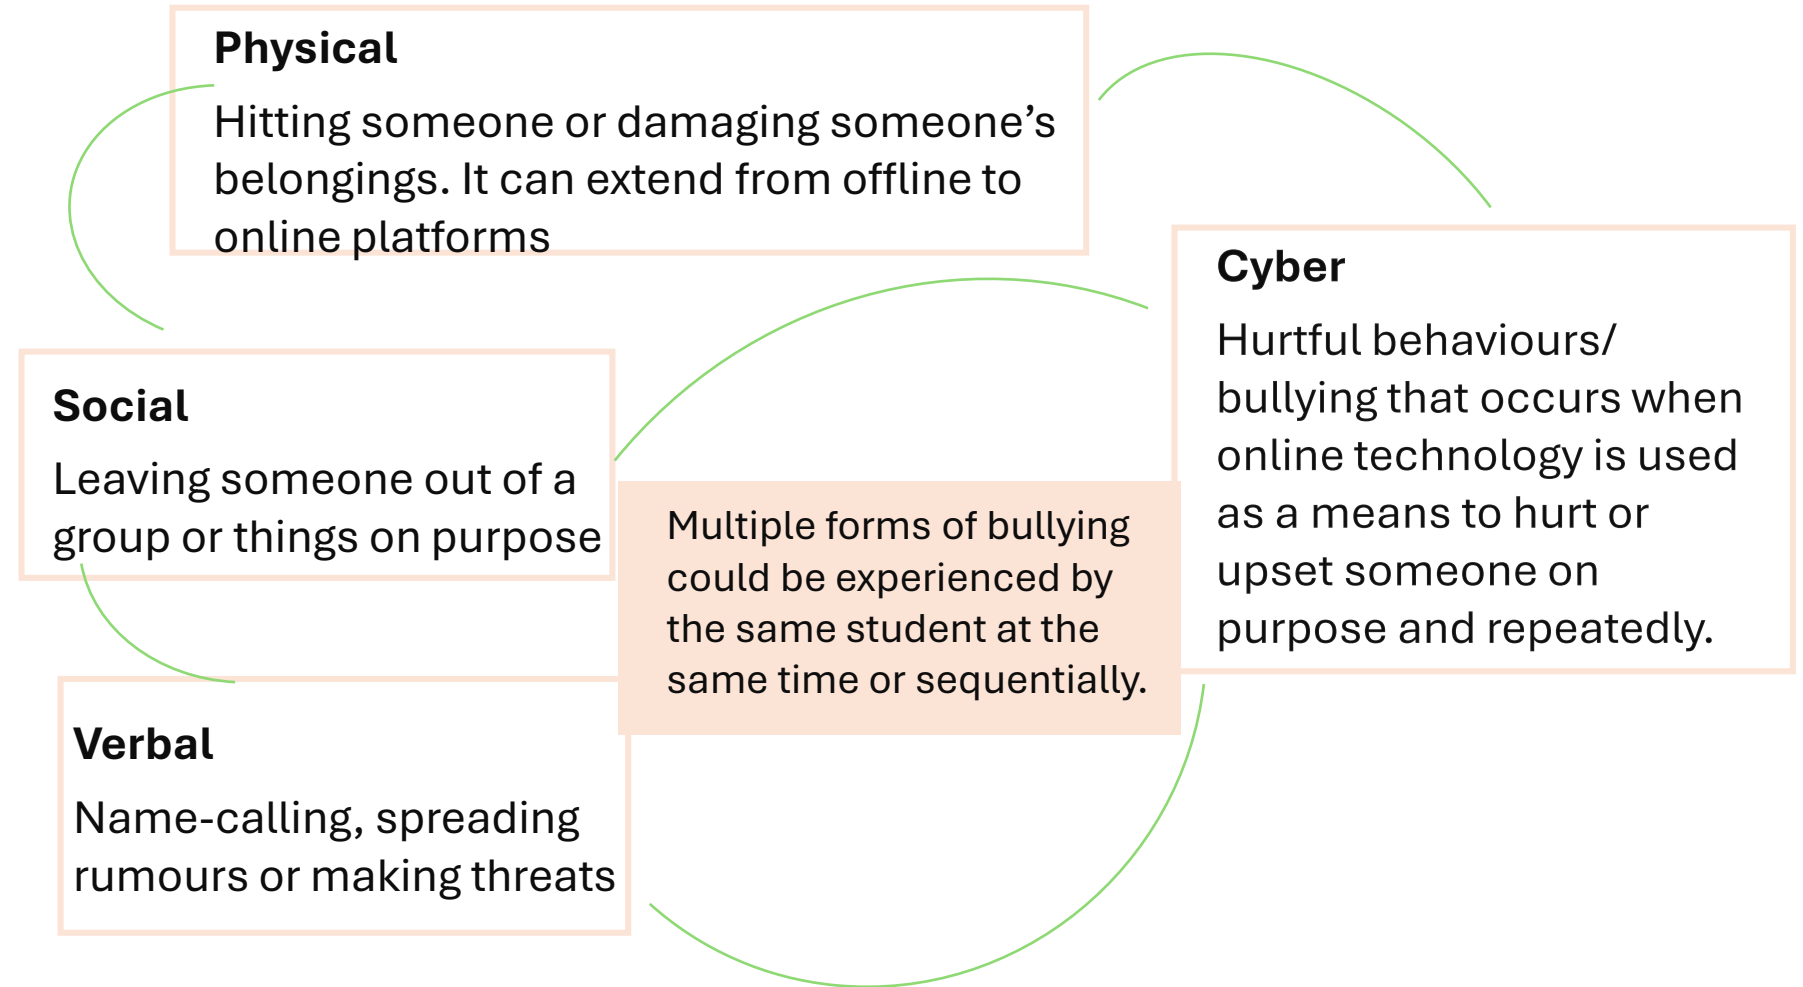 Physical
Hitting someone or damaging someone’s
belongings. It can extend from offline to
online platforms
Cyber
Hurtful behaviours/
bullying that occurs when
online technology is used
as a means to hurt or
upset someone on
purpose and repeatedly.
Social
Leaving someone out of a
group or things on purpose
Multiple forms of bullying
could be experienced by
the same student at the
same time or sequentially.
Verbal
Name-calling, spreading
rumours or making threats